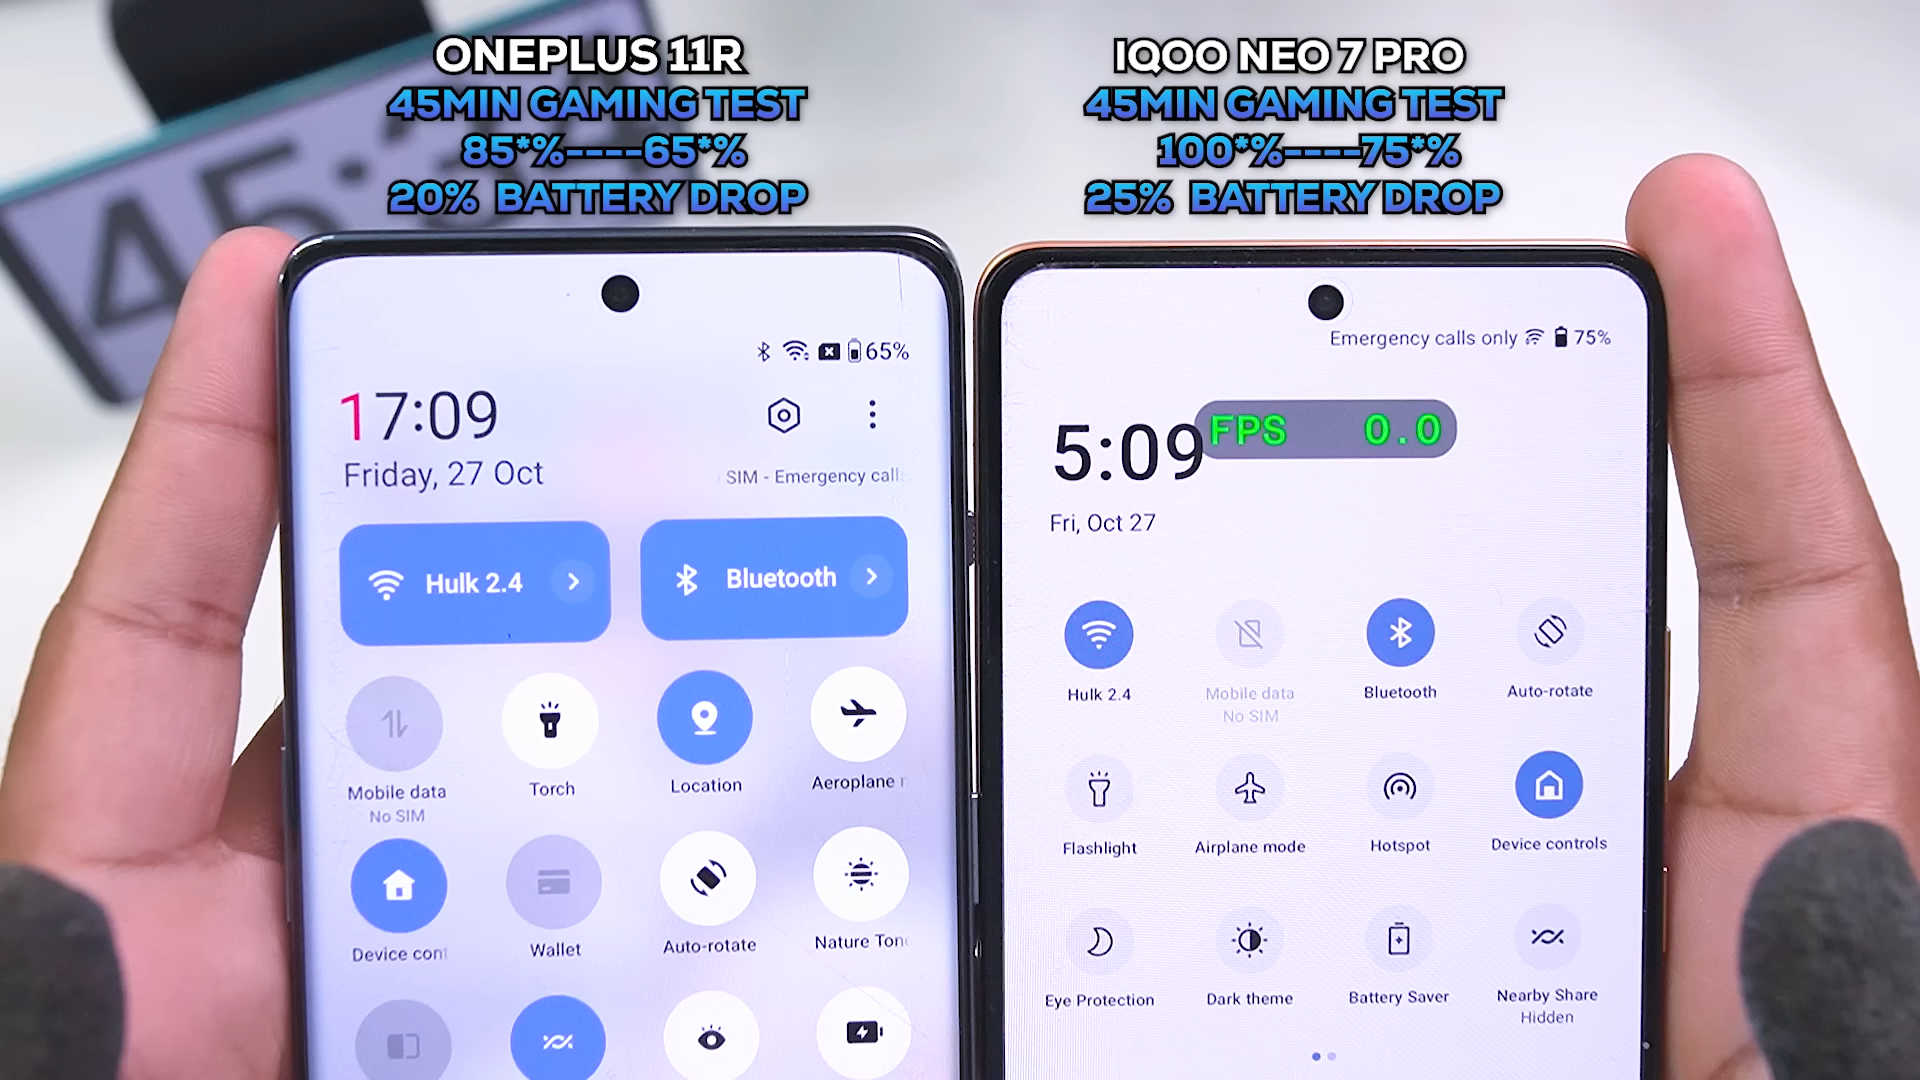 ONEPLUS 11R
45MIN GAMING TEST
85*%----65*%
20% BATTERY DROP
IQOO NEO 7 PRO
45MIN GAMING TEST
100*%----75*%
25% BATTERY DROP
65%
17:09
Friday, 27 Oct
SIM - Emergency call
Hulk 2.4
Bluetooth
Mobile data
No SIM
Torch
Location
Aeroplane
Device con
Wallet
Auto-rotate
Nature Ton
Emergency calls only 75%
5:09
FPS 0.0
Fri, Oct 27
Hulk 2.4
Mobile data
No SIM
Bluetooth
Auto-rotate
Flashlight
Airplane mode
Hotspot
Device controls
Eye Protection
Dark theme
Battery Saver
Nearby Share
Hidden